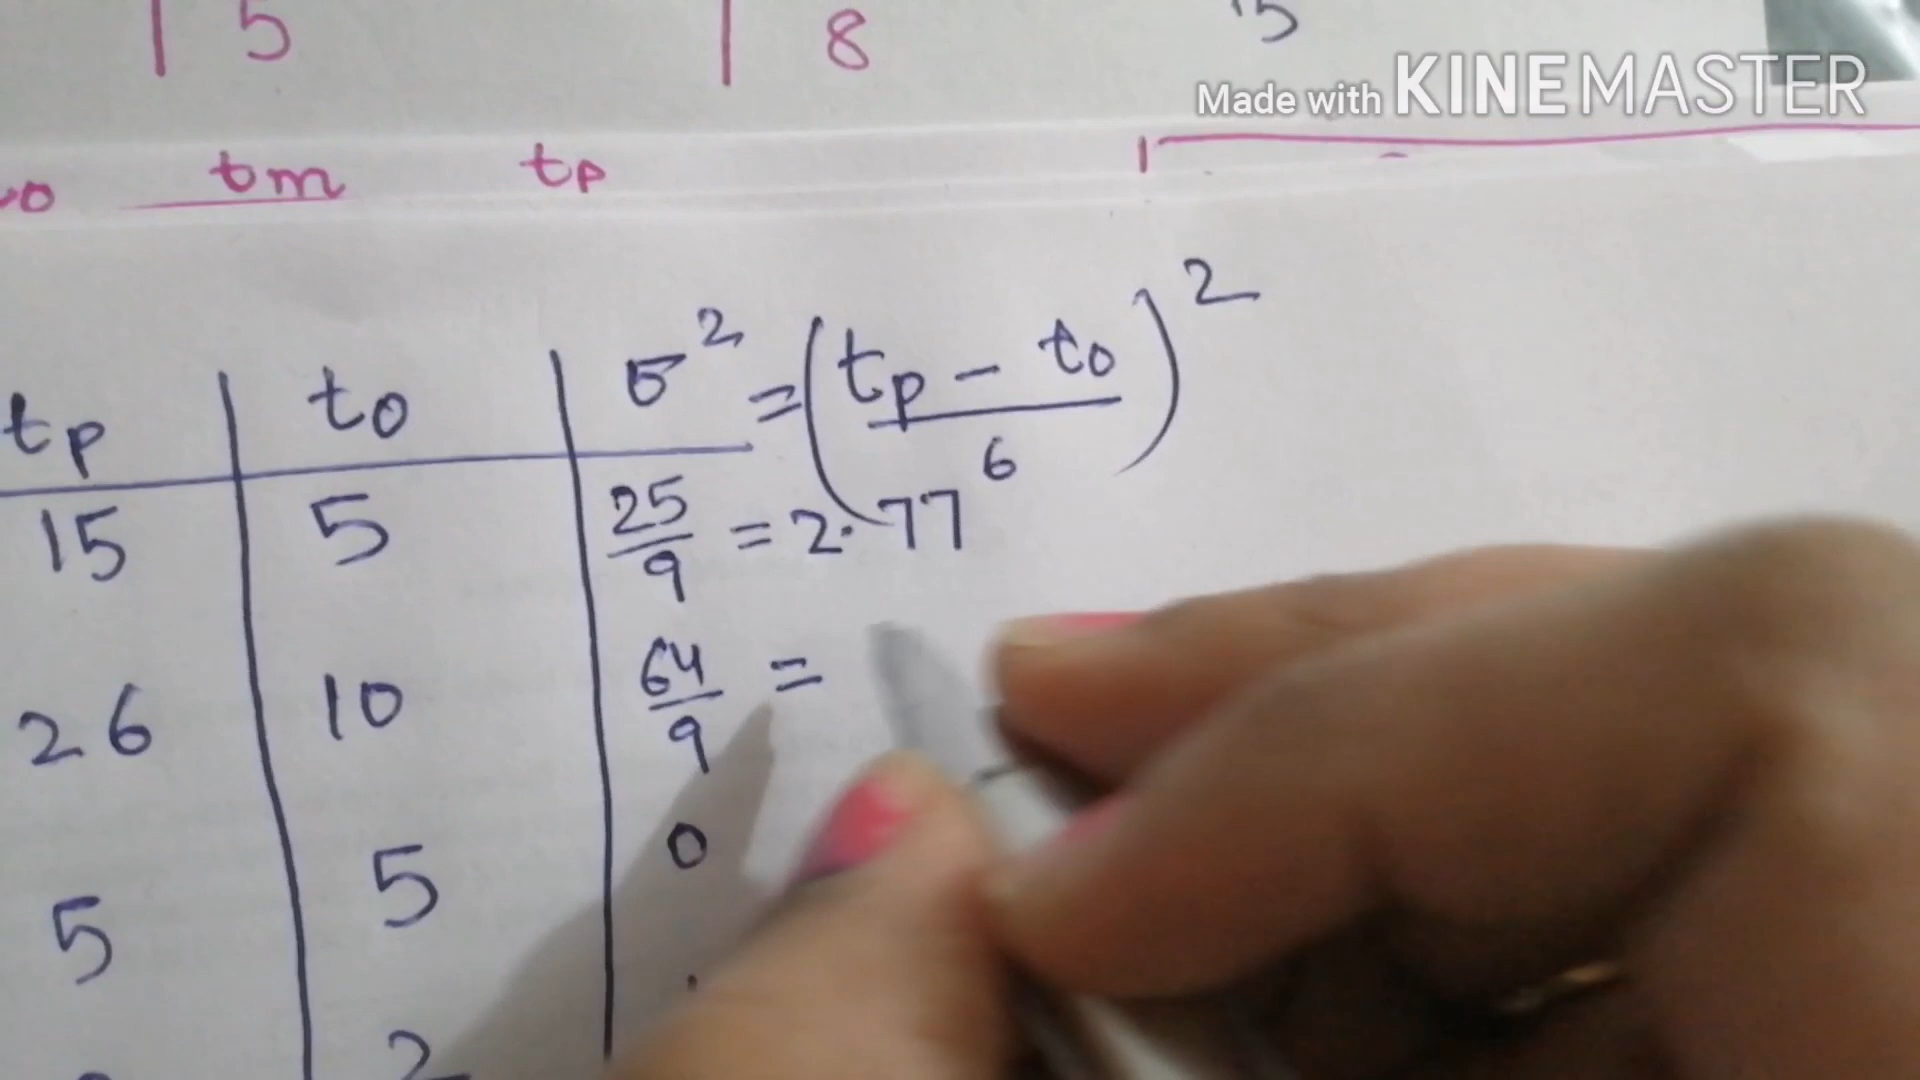 5 8 5
Made with KINEMASTER
tm tp
tp to σ² = (tp - to / 6)²
15 5 25/9 = 2.77
26 10 64/9 =
5 5 0
2